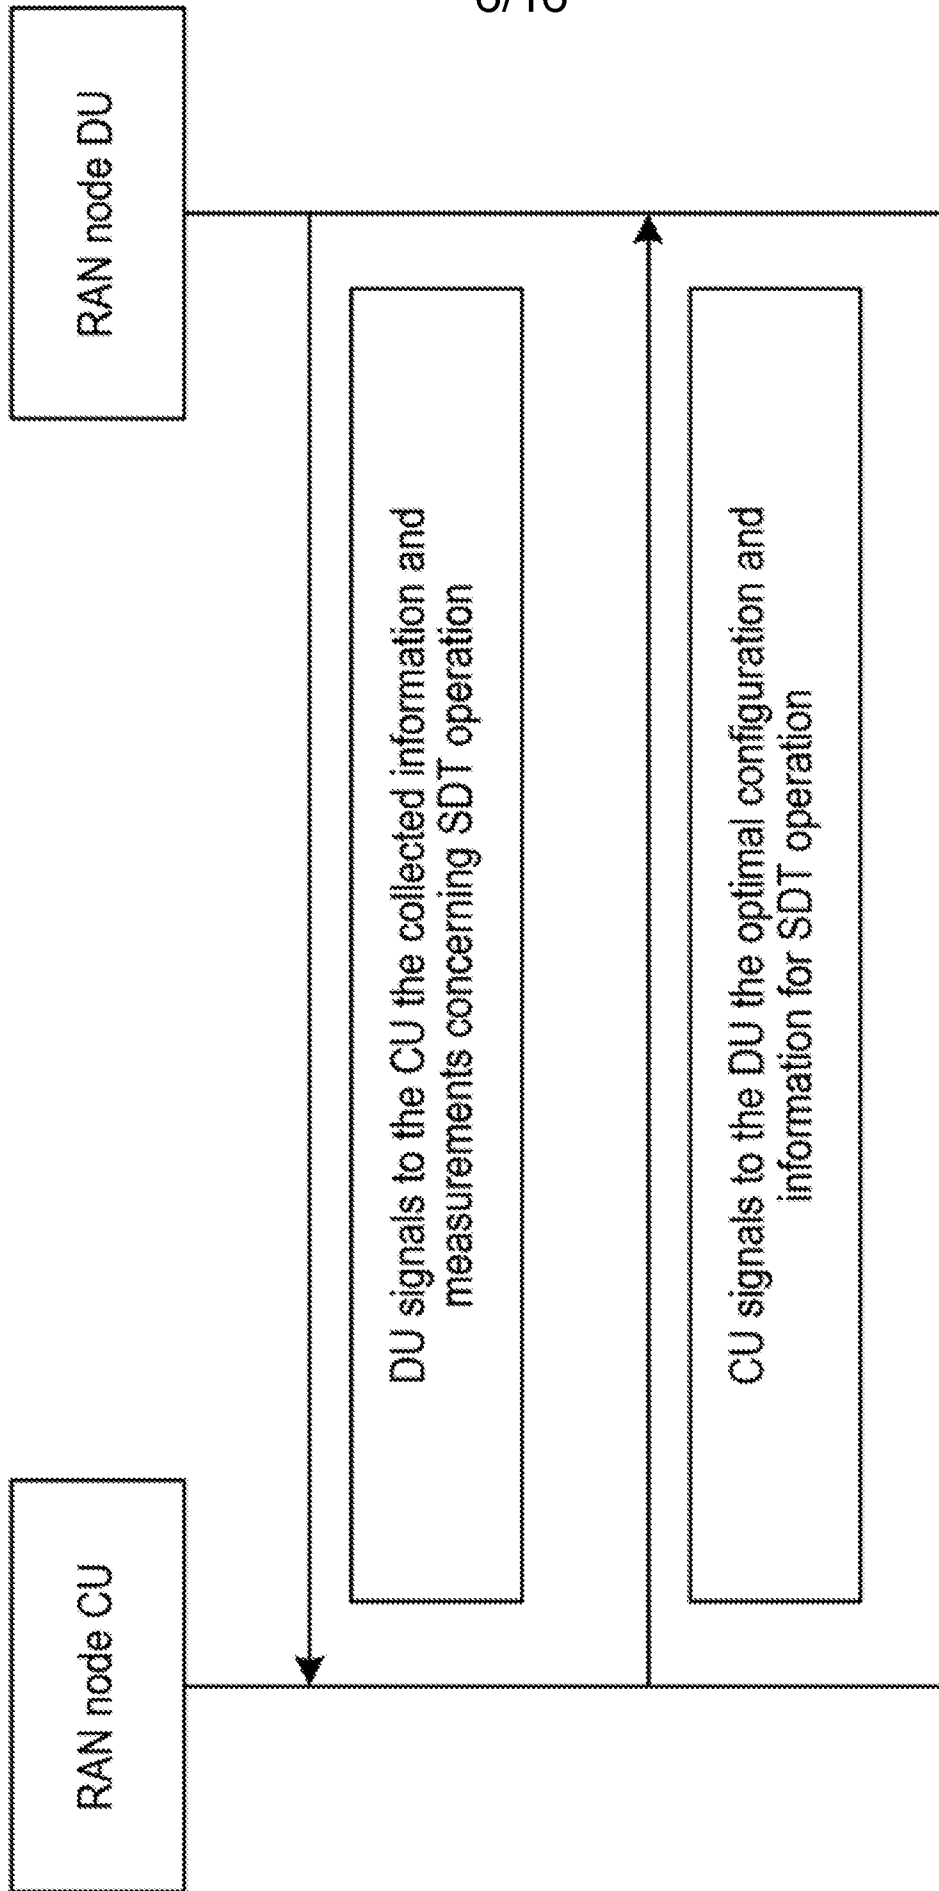 RAN node CU
RAN node DU
DU signals to the CU the collected information and
measurements concerning SDT operation
CU signals to the DU the optimal configuration and
information for SDT operation